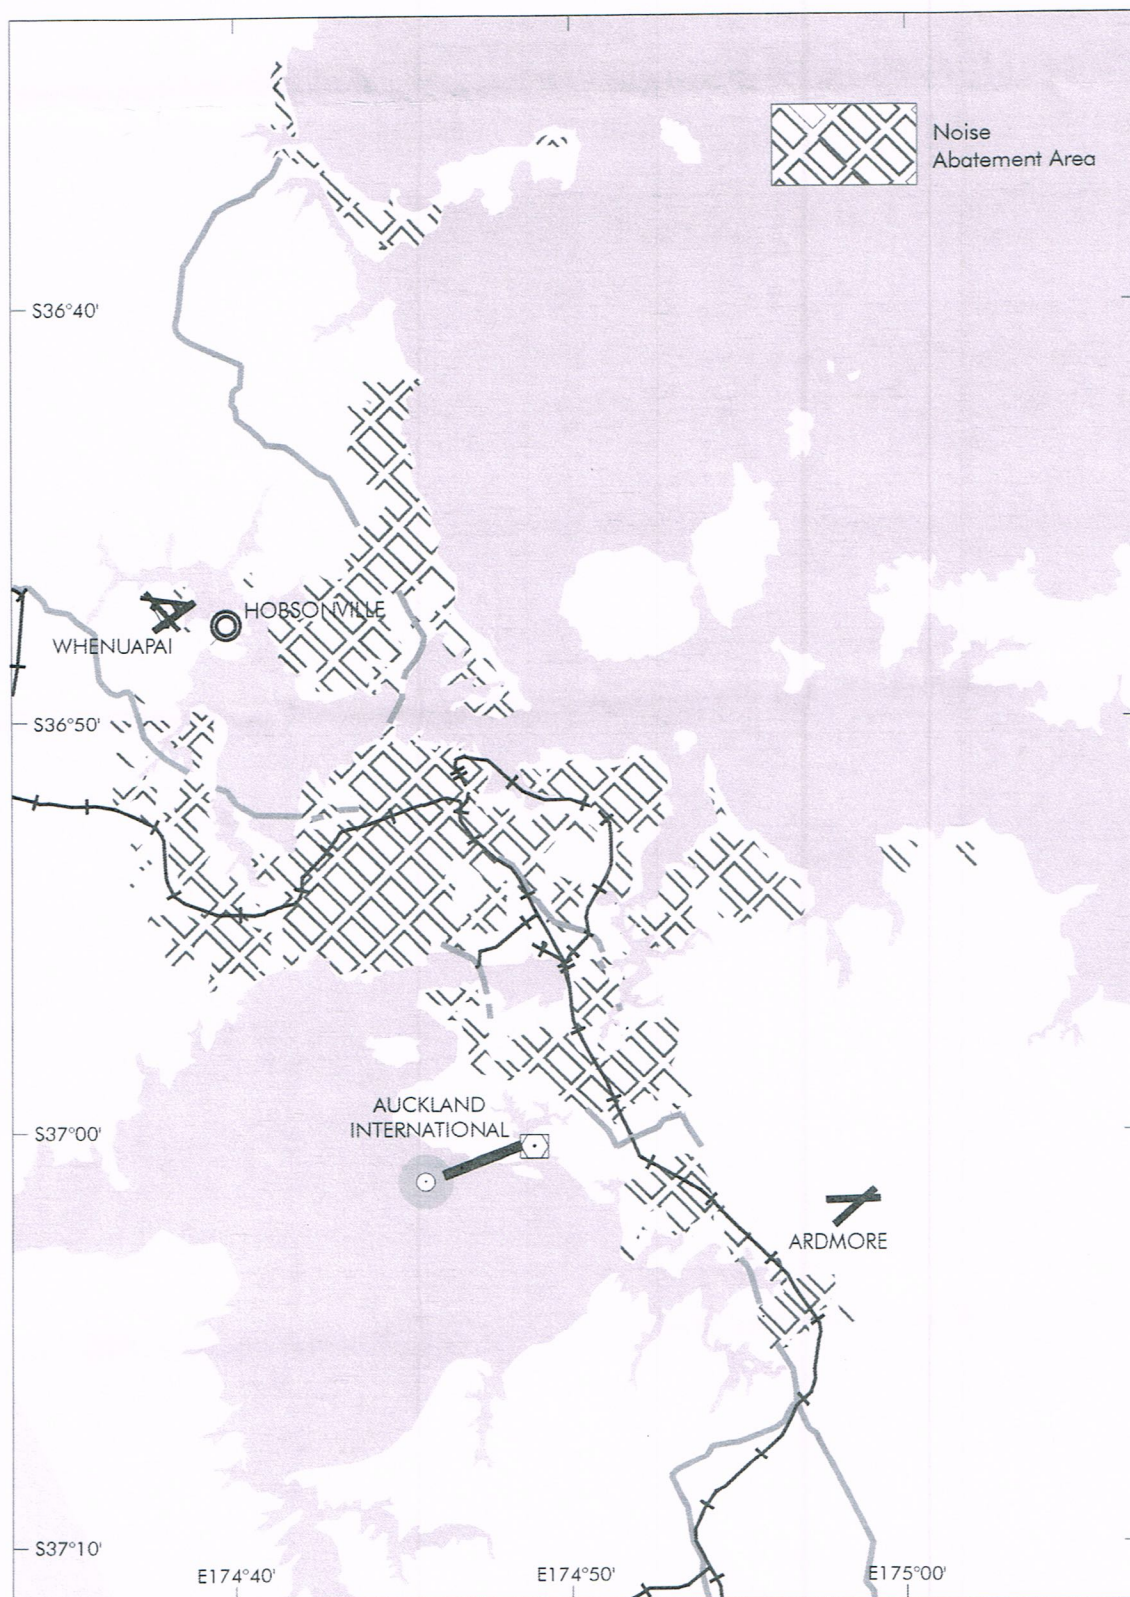 Noise
Abatement Area
S36°40'
HOBSONVILLE
WHENUAPAI
S36°50'
AUCKLAND
INTERNATIONAL
S37°00'
ARDMORE
S37°10'
E174°40'
E174°50'
E175°00'